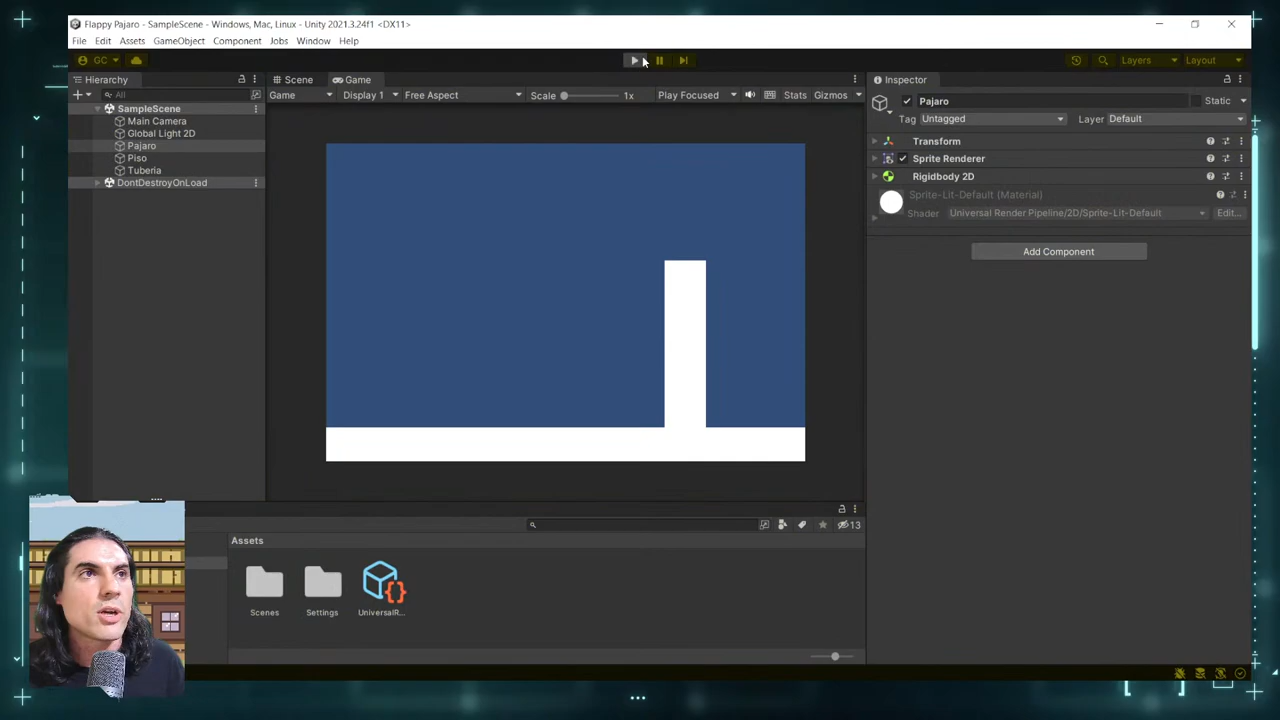 Flappy Pajaro - SampleScene - Windows, Mac, Linux - Unity 2021.3.24f1 <DX11>
File Edit Assets GameObject Component Jobs Window Help
GC Layers Layout
Hierarchy Scene Game Inspector
All Game Display 1 Free Aspect Scale 1x Play Focused Stats Gizmos Pajaro Static
SampleScene Tag Untagged Layer Default
Main Camera
Global Light 2D Transform
Pajaro
Piso Sprite Renderer
Tuberia Rigidbody 2D
DontDestroyOnLoad
Sprite-Lit-Default (Material)
Shader Universal Render Pipeline/2D/Sprite-Lit-Default Edit...
Add Component
13
Assets
Scenes Settings UniversalR...